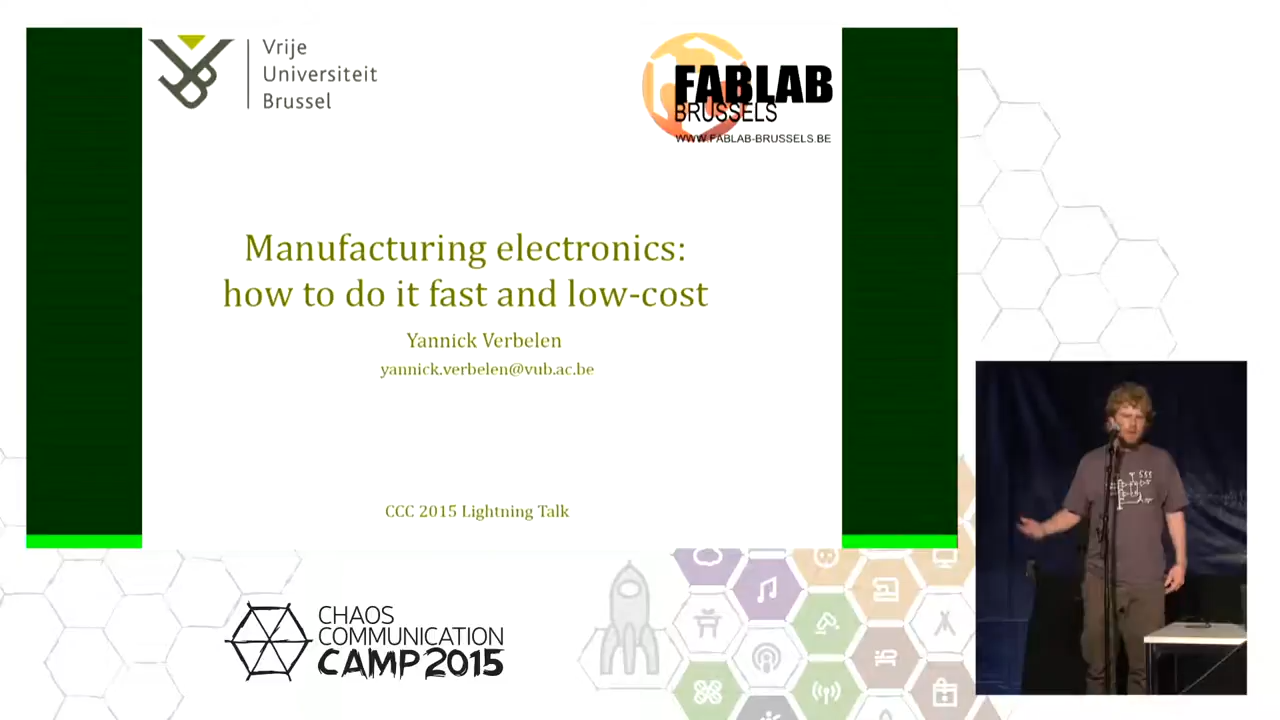 Vrije
Universiteit
Brussel
FABLAB
BRUSSELS
WWW.FABLAB-BRUSSELS.BE
Manufacturing electronics:
how to do it fast and low-cost
Yannick Verbelen
yannick.verbelen@vub.ac.be
CCC 2015 Lightning Talk
CHAOS
COMMUNICATION
CAMP 2015
555